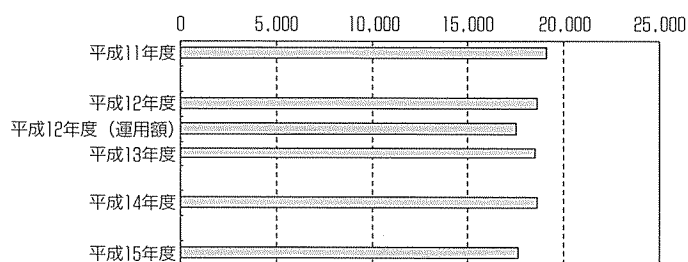 0 5,000 10,000 15,000 20,000 25,000
平成11年度
平成12年度
平成12年度（運用額）
平成13年度
平成14年度
平成15年度